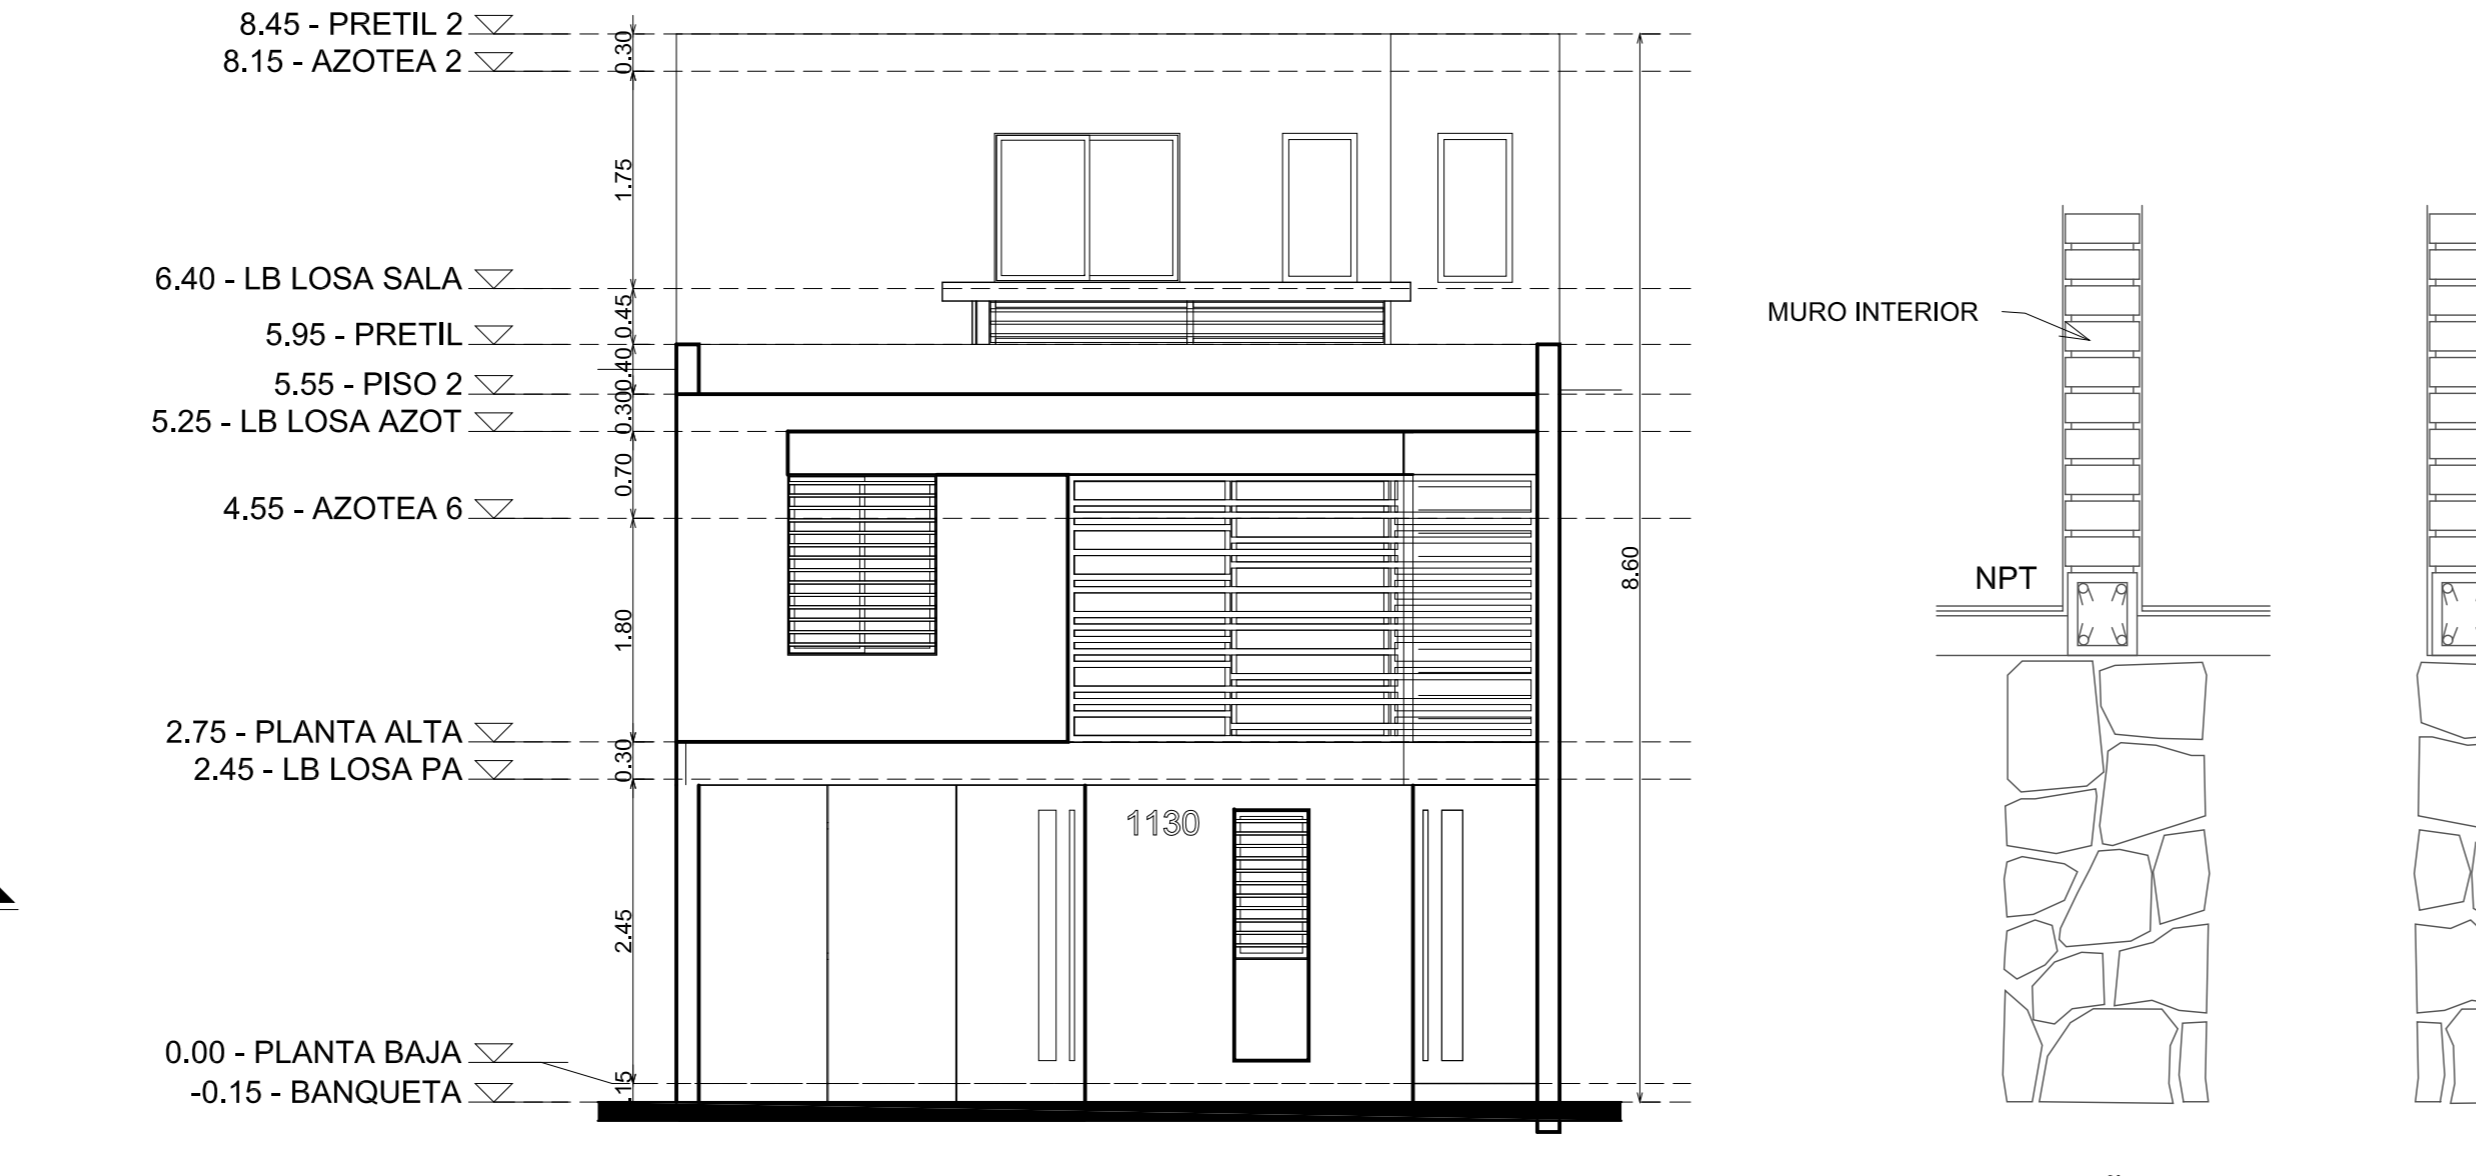 8.45 - PRETIL 2
8.15 - AZOTEA 2
0.30
1.75
6.40 - LB LOSA SALA
0.45
5.95 - PRETIL
0.40
5.55 - PISO 2
0.30
5.25 - LB LOSA AZOT
0.70
4.55 - AZOTEA 6
1.80
2.75 - PLANTA ALTA
0.30
2.45 - LB LOSA PA
2.45
0.00 - PLANTA BAJA
.15
-0.15 - BANQUETA
1130
8.60
MURO INTERIOR
NPT